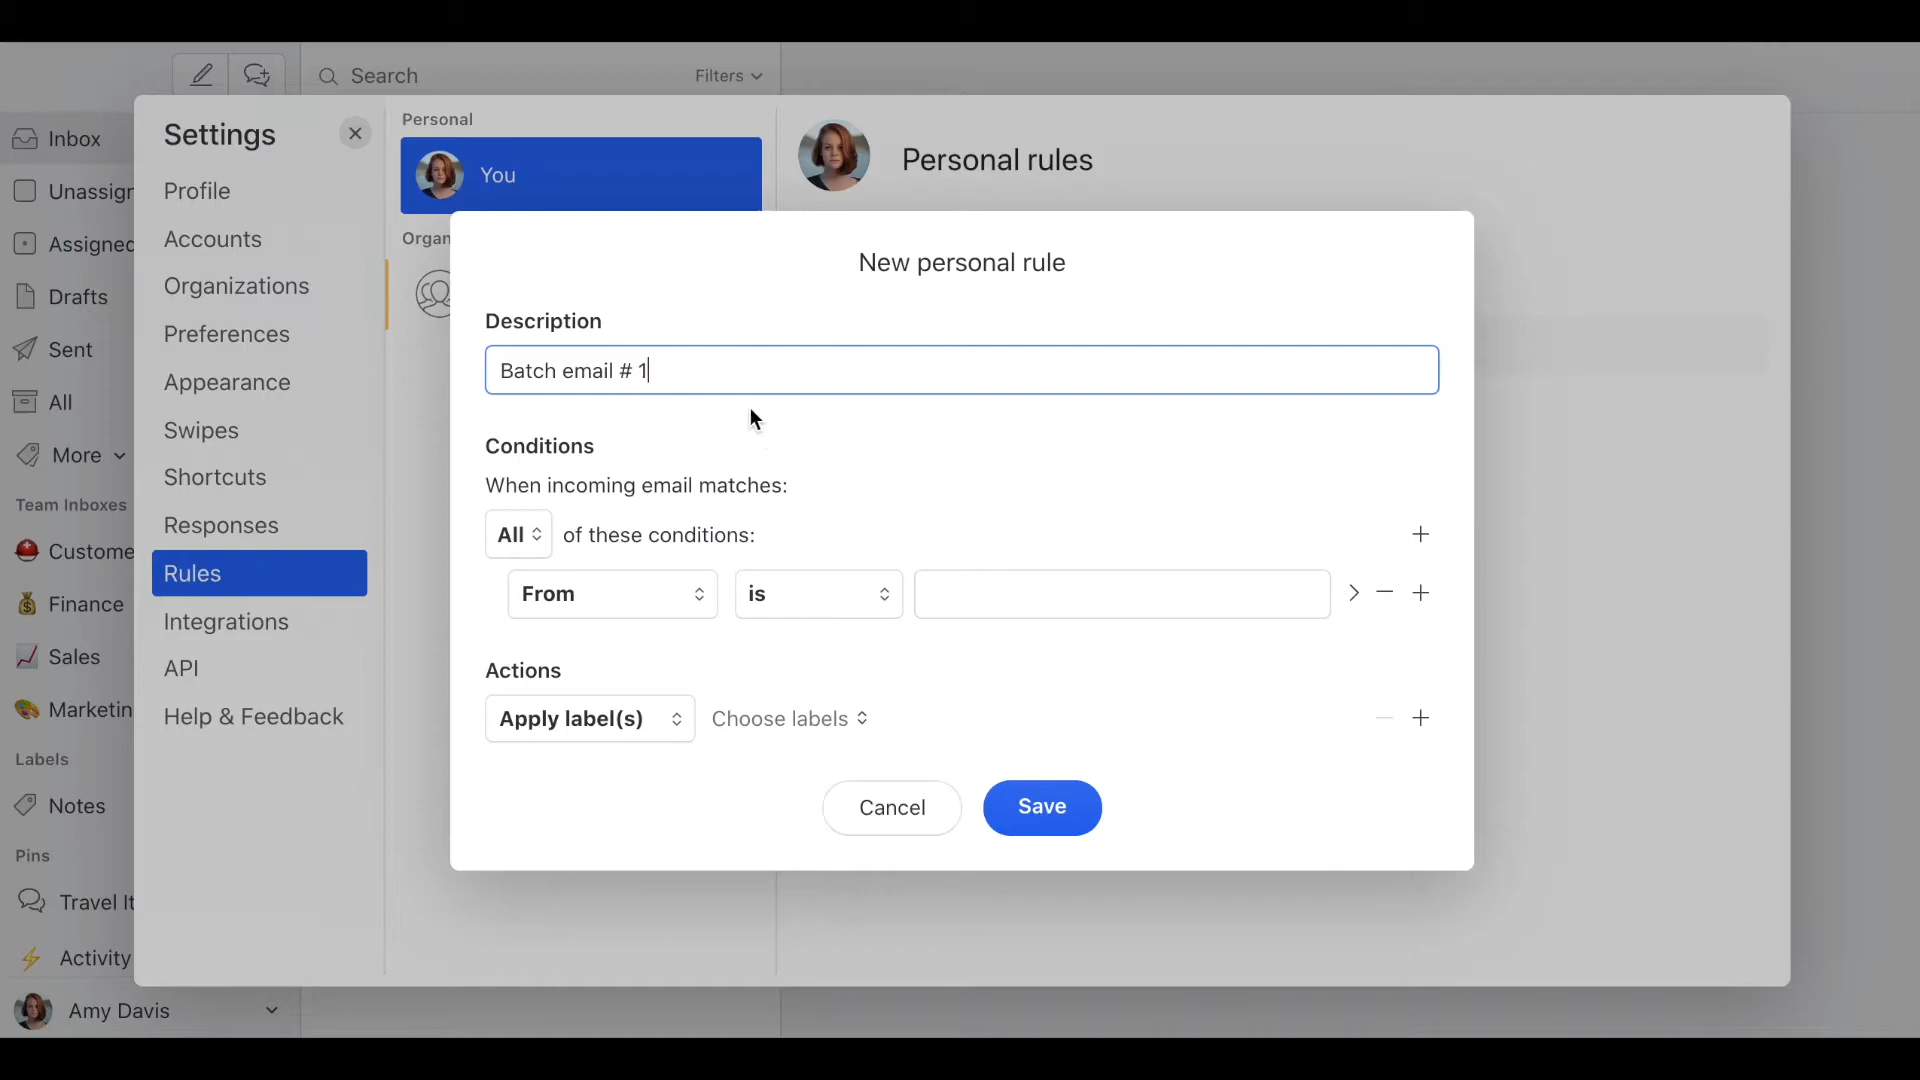 Search
Filters
Inbox
Unassigr
Assigned
Drafts
Sent
All
More
Team Inboxes
Custome
Finance
Sales
Marketin
Labels
Notes
Pins
Travel It
Activity
Amy Davis
Settings
Profile
Accounts
Organizations
Preferences
Appearance
Swipes
Shortcuts
Responses
Rules
Integrations
API
Help & Feedback
Personal
You
Organ
Personal rules
New personal rule
Description
Batch email # 1
Conditions
When incoming email matches:
All of these conditions:
From is
Actions
Apply label(s) Choose labels
Cancel Save